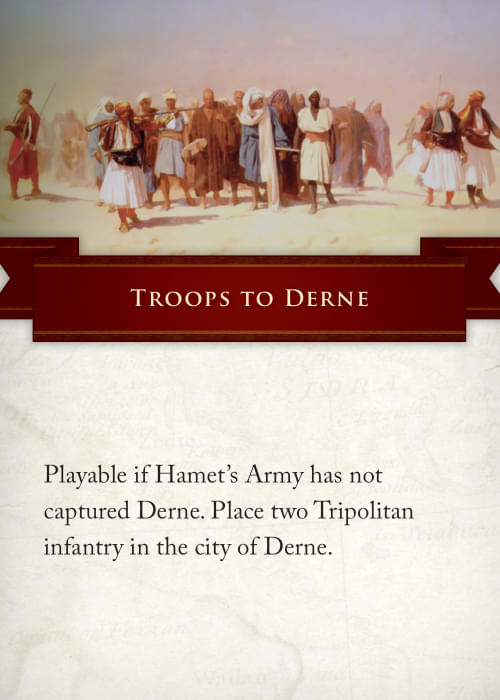 Troops to Derne
Playable if Hamet's Army has not
captured Derne. Place two Tripolitan
infantry in the city of Derne.